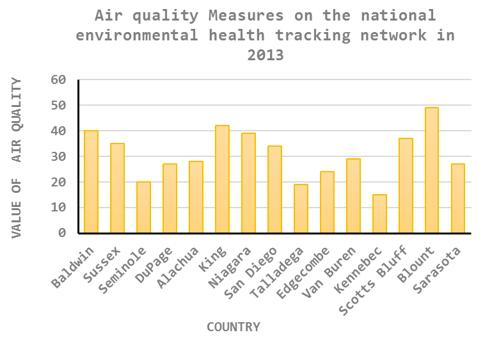 Air quality Measures on the national
environmental health tracking network in
2013
VALUE OF AIR QUALITY
60
50
40
30
20
10
0
Baldwin
Sussex
Seminole
DuPage
Alachua
King
Niagara
San Diego
Talladega
Edgecombe
Van Buren
Kennebec
Scotts Bluff
Blount
Sarasota
COUNTRY